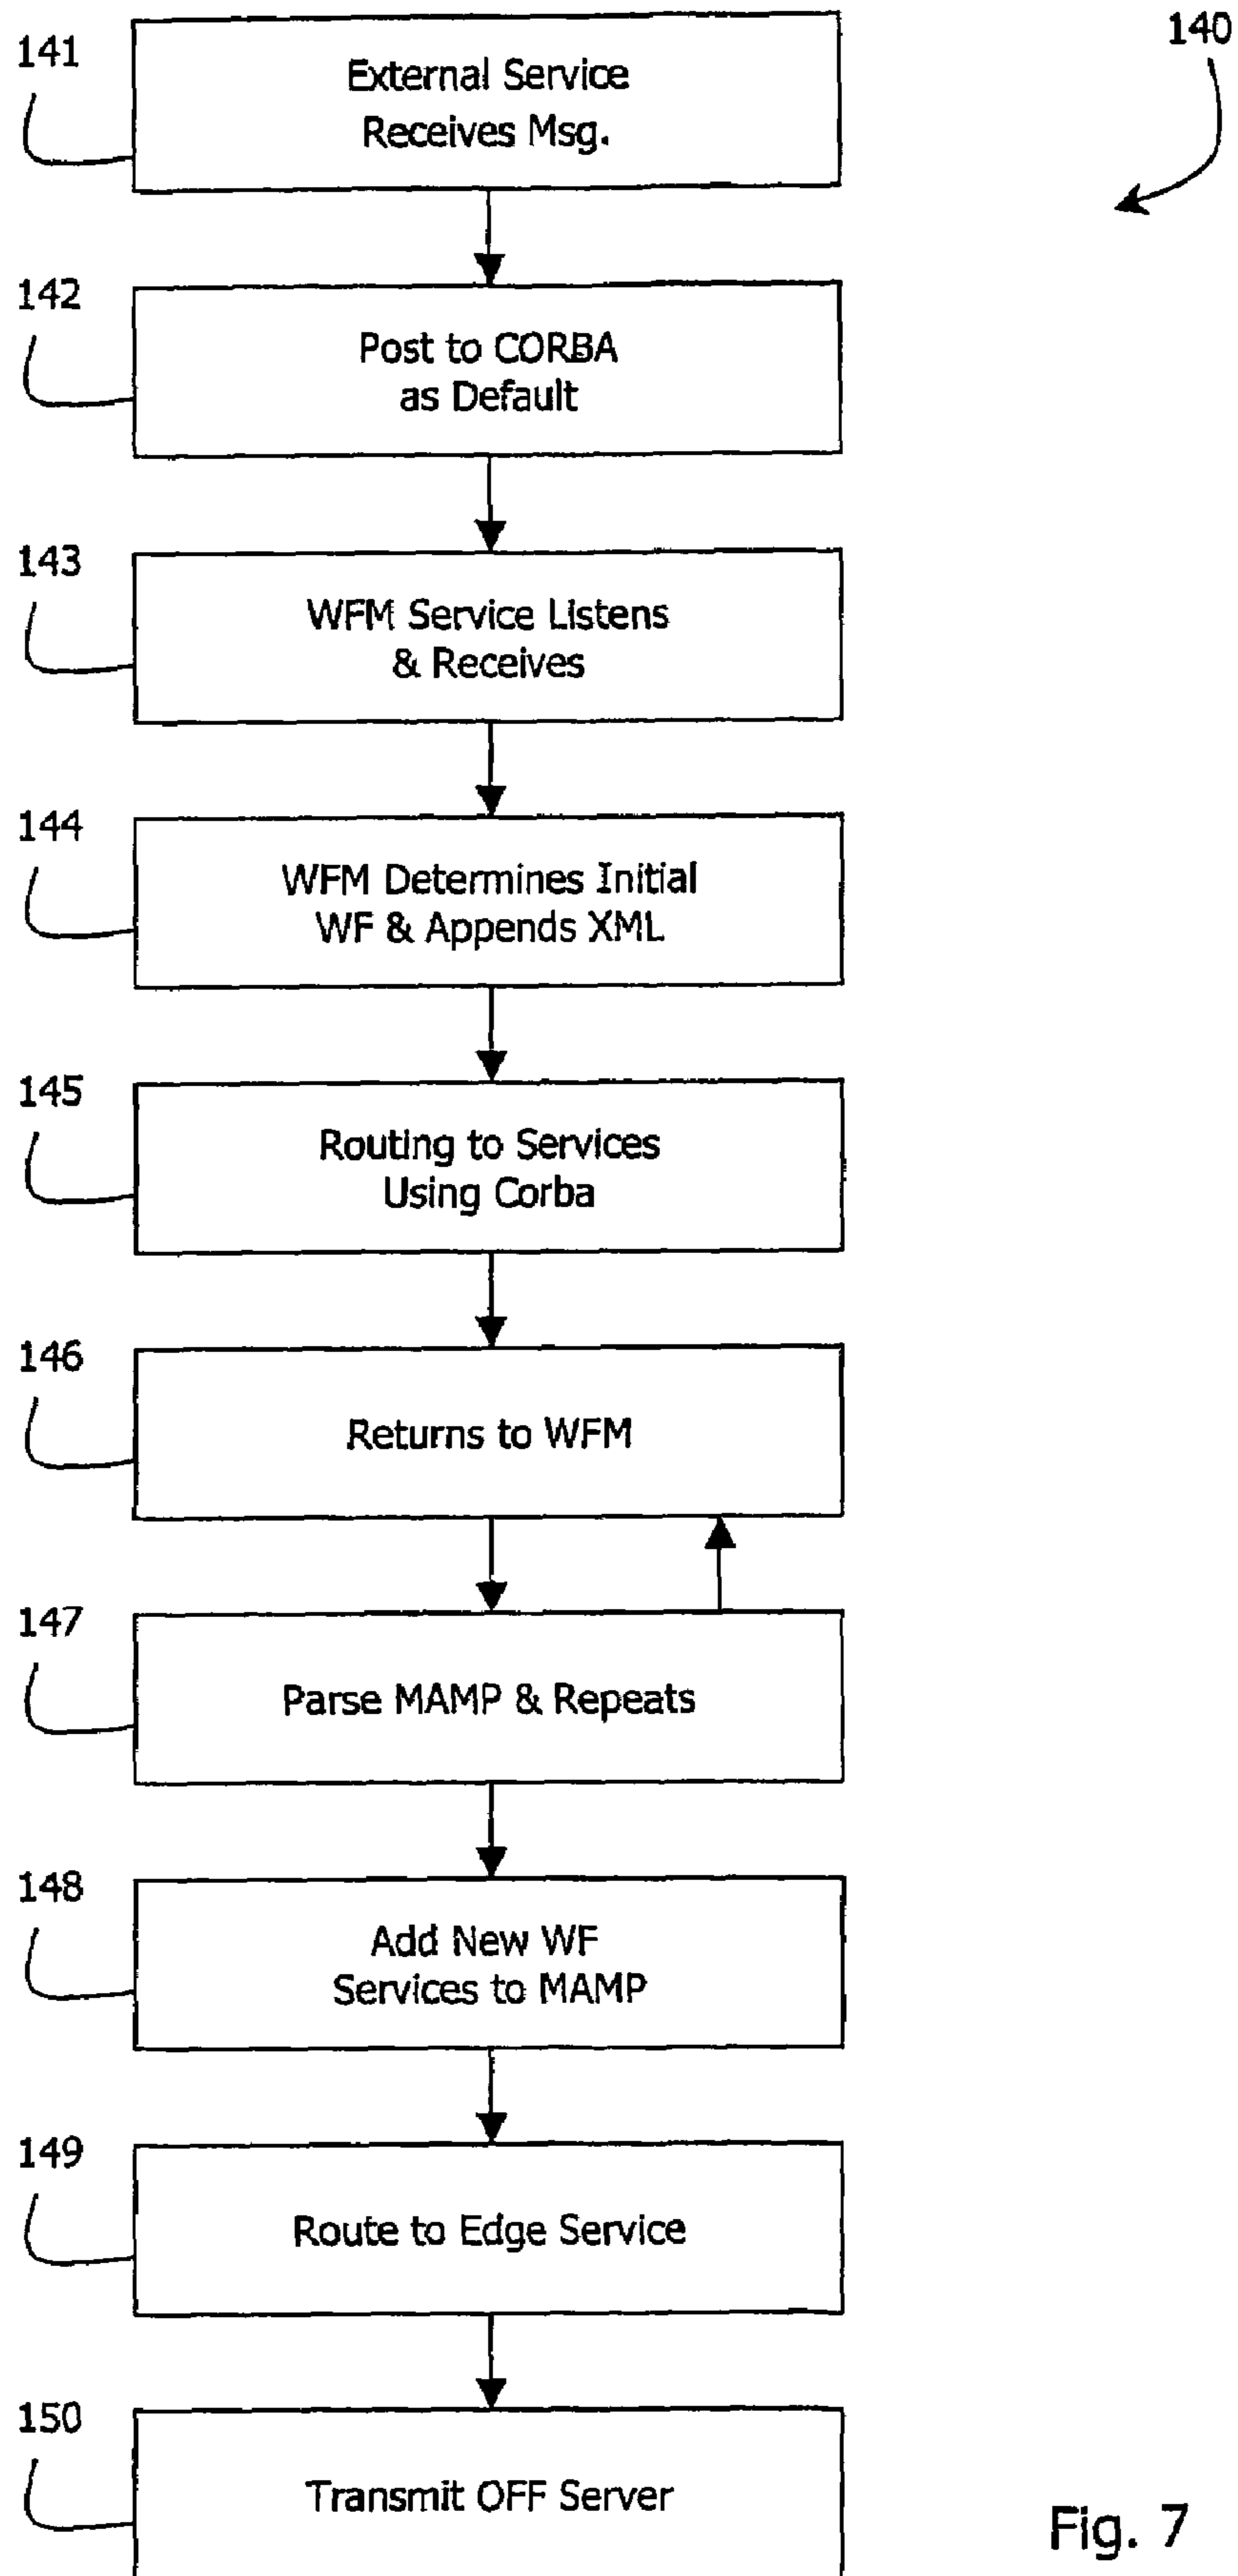 141
External Service
Receives Msg.
140
142
Post to CORBA
as Default
143
WFM Service Listens
& Receives
144
WFM Determines Initial
WF & Appends XML
145
Routing to Services
Using Corba
146
Returns to WFM
147
Parse MAMP & Repeats
148
Add New WF
Services to MAMP
149
Route to Edge Service
150
Transmit OFF Server
Fig. 7